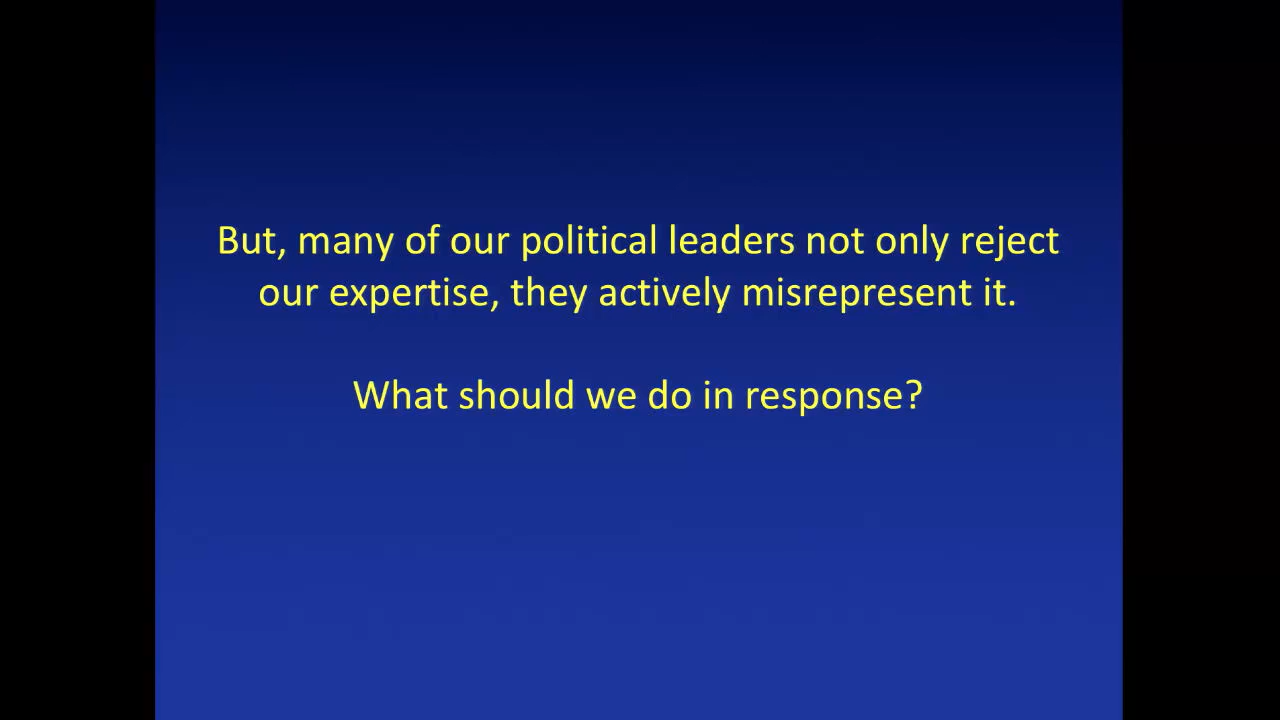 But, many of our political leaders not only reject
our expertise, they actively misrepresent it.
What should we do in response?